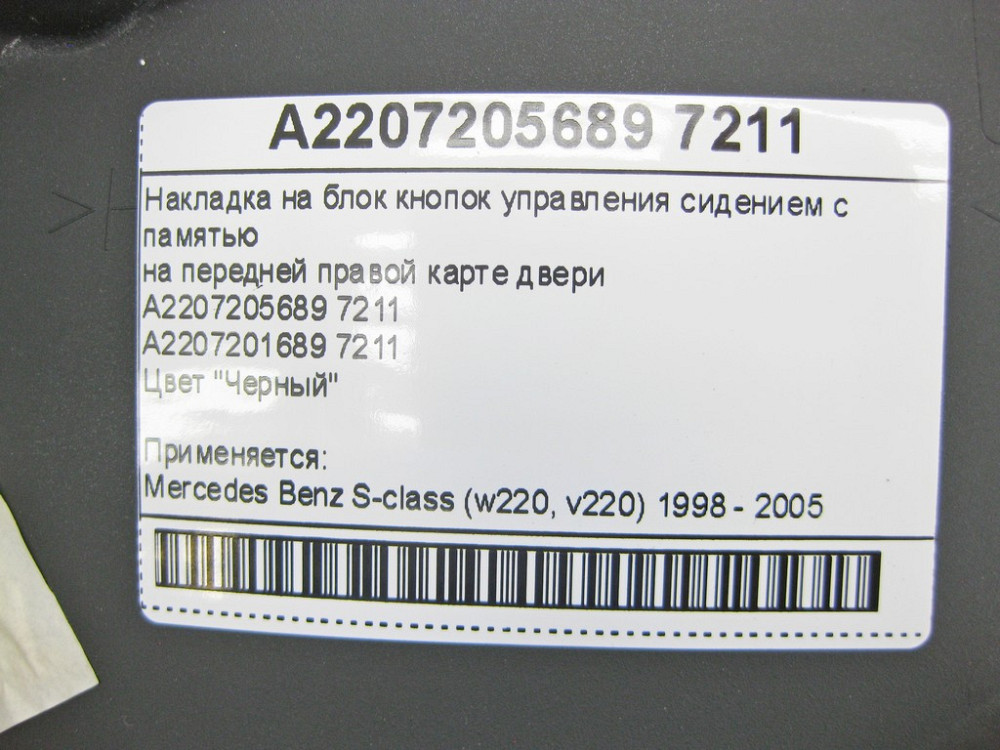 A2207205689 7211
Накладка на блок кнопок управления сидением с
памятью
на передней правой карте двери
A2207205689 7211
A2207201689 7211
Цвет "Черный"
Применяется:
Mercedes Benz S-class (w220, v220) 1998 - 2005